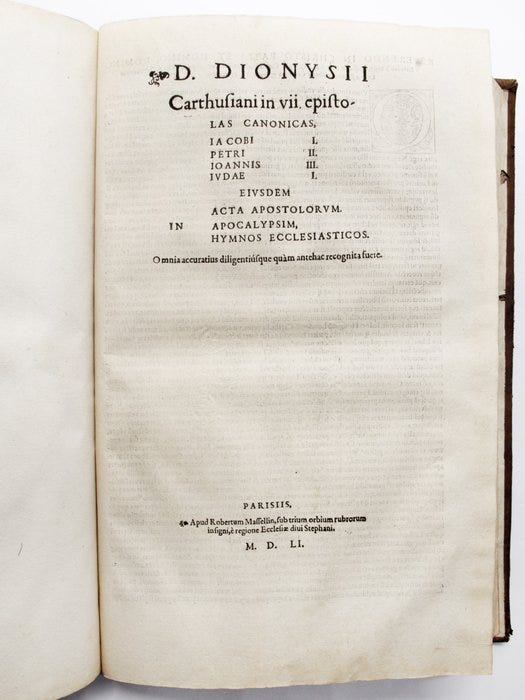 D. DIONYSII
Carthusiani in vii. episto-
LAS CANONICAS,
IACOBI I.
PETRI II.
IOANNIS III.
IVDAE I.
EIVSDEM
ACTA APOSTOLORVM.
IN APOCALYPSIM,
HYMNOS ECCLESIASTICOS.
Omnia accuratius diligentiúsque quàm antehac recognita fuere.
PARISIIS,
Apud Robertum Massellin, sub trium orbium rubrorum
insigni, è regione Ecclesiæ diui Stephani.
M. D. LI.